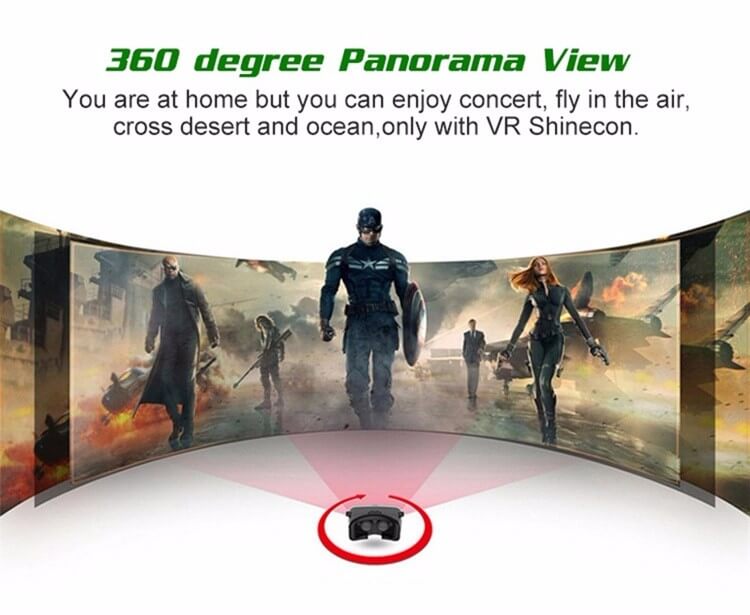 360 degree Panorama View
You are at home but you can enjoy concert, fly in the air,
cross desert and ocean,only with VR Shinecon.